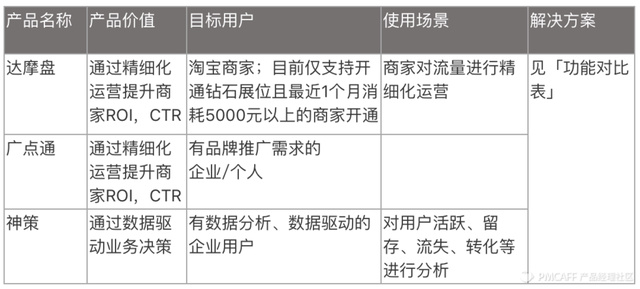 产品名称 产品价值 目标用户 使用场景 解决方案
达摩盘 通过精细化 淘宝商家；目前仅支持开 商家对流量进行精 见「功能对比
运营提升商 通钻石展位且最近1个月消 细化运营 表」
家ROI，CTR 耗5000元以上的商家开通
广点通 通过精细化 有品牌推广需求的
运营提升商 企业/个人
家ROI，CTR
神策 通过数据驱 有数据分析、数据驱动的 对用户活跃、留
动业务决策 企业用户 存、流失、转化等
进行分析
PMCAFF 产品经理社区